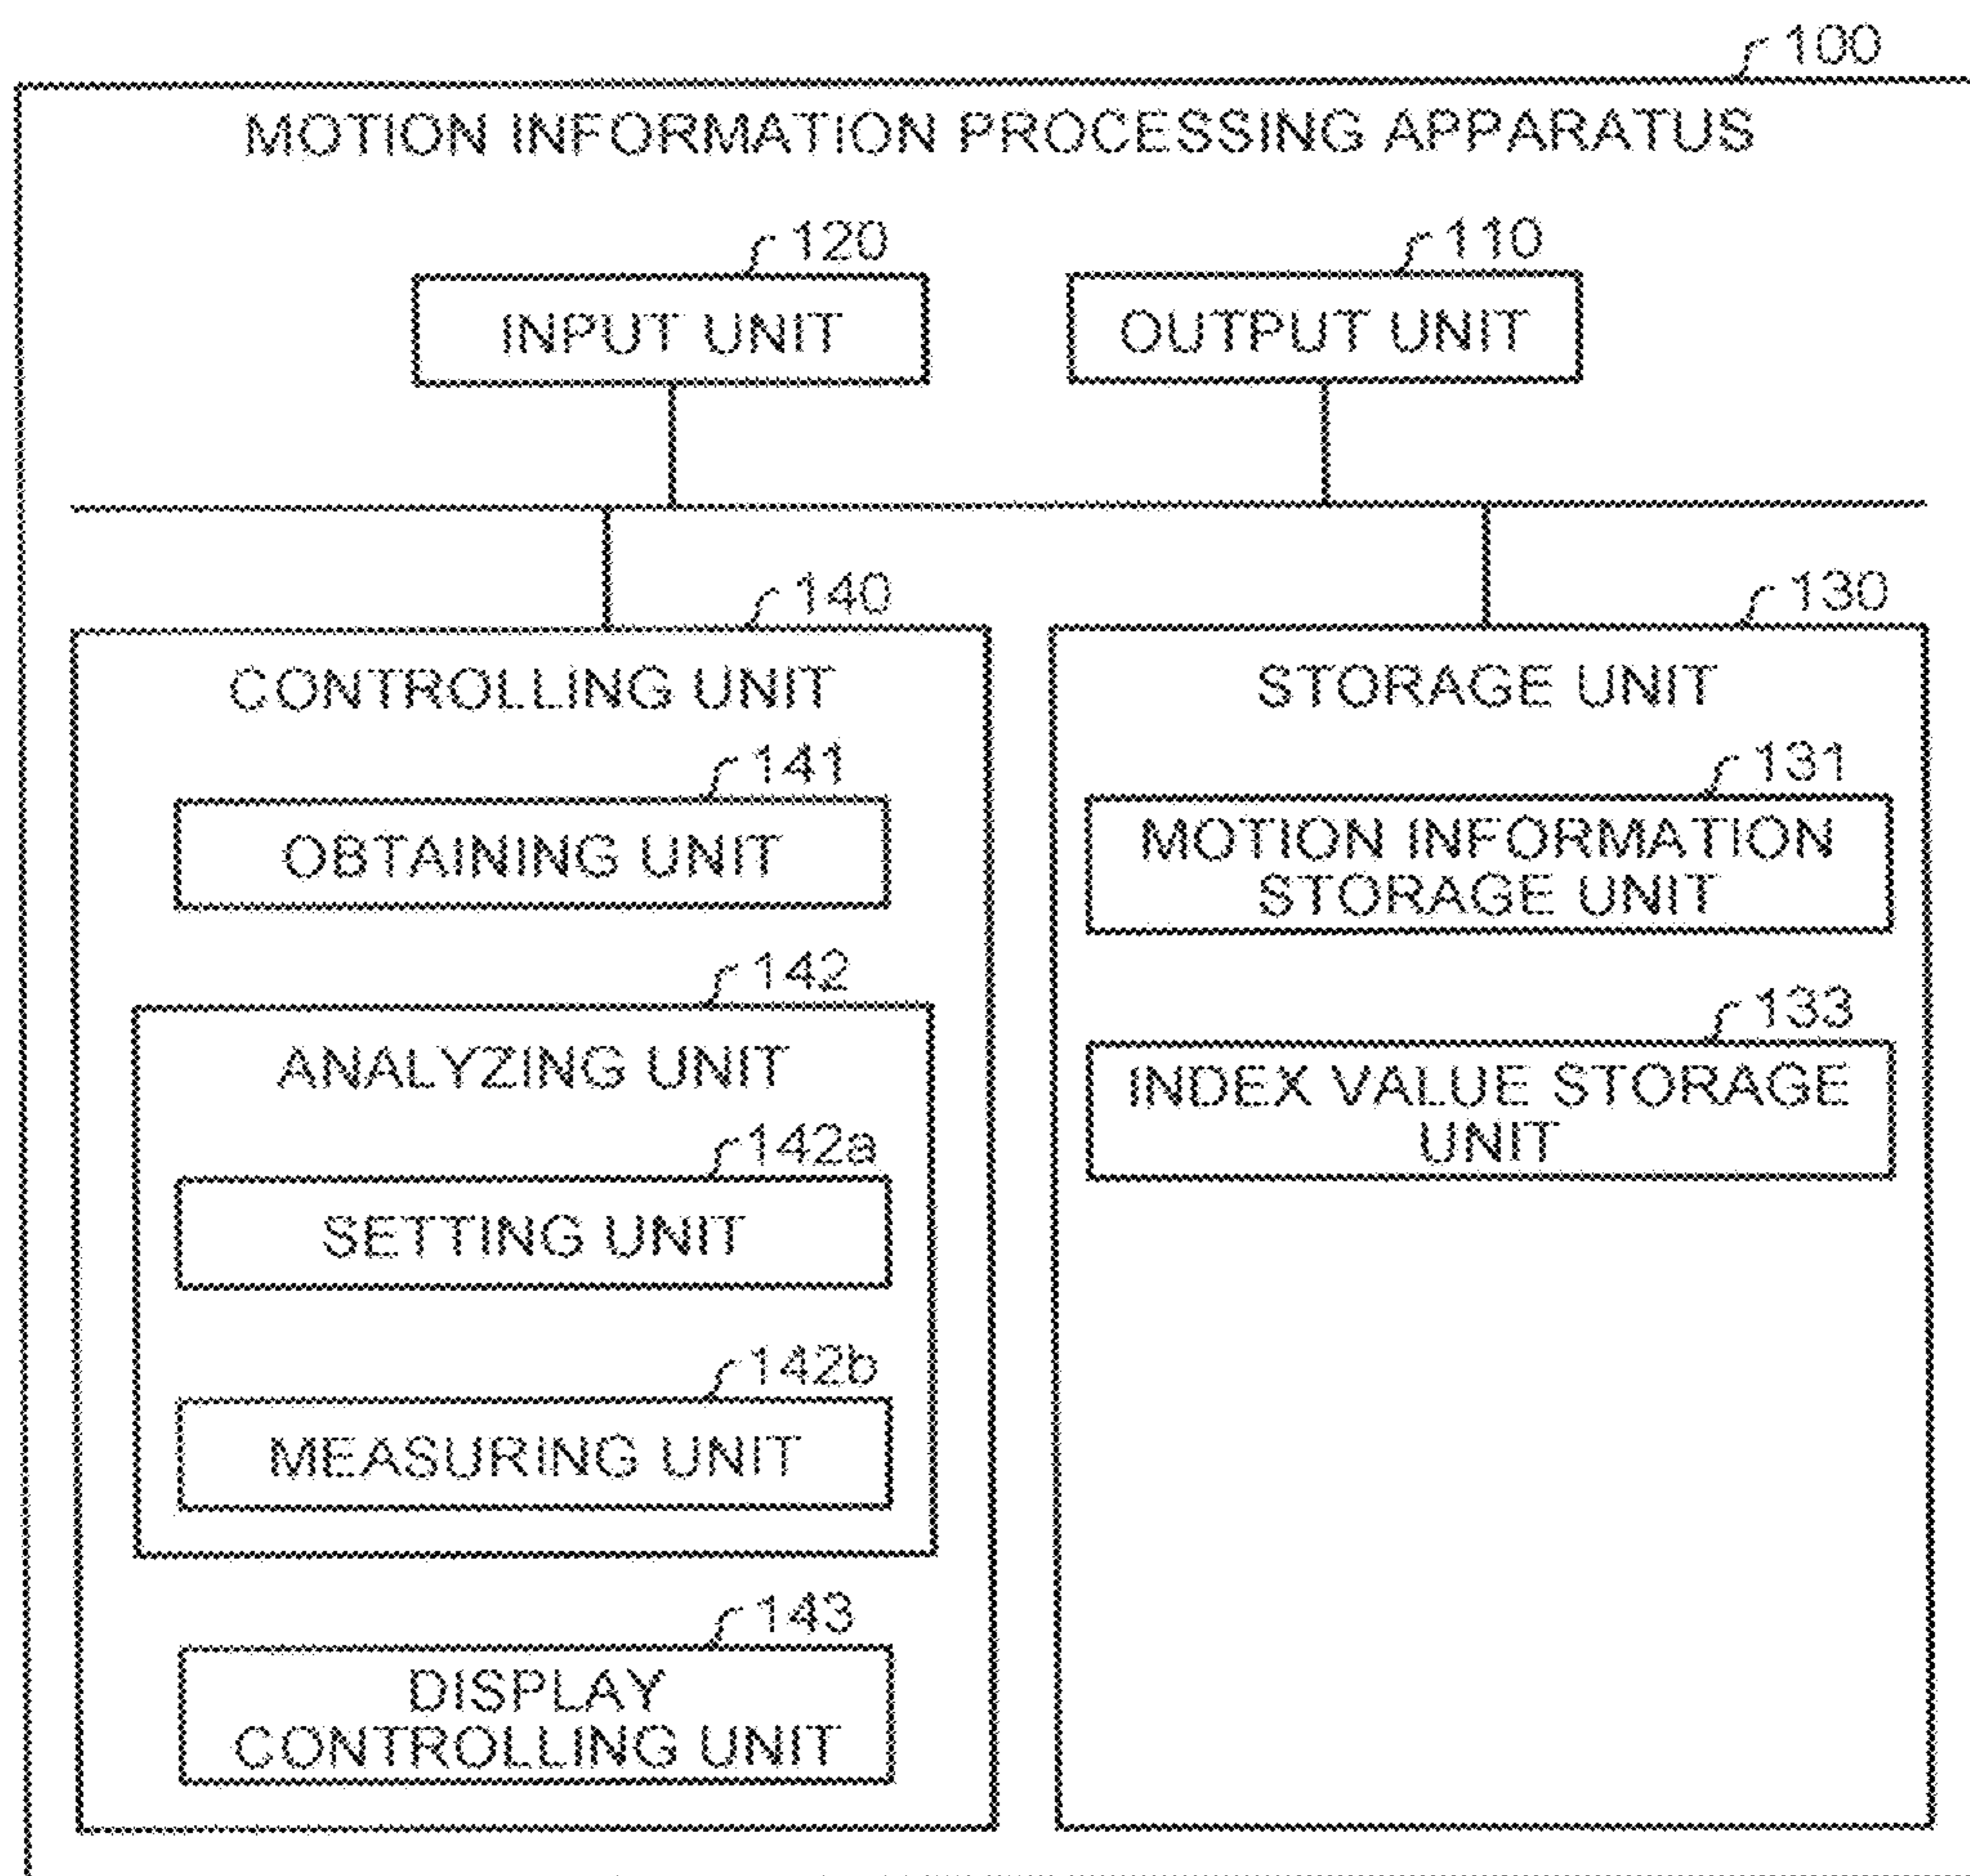 100
MOTION INFORMATION PROCESSING APPARATUS
120
INPUT UNIT
110
OUTPUT UNIT
140
CONTROLLING UNIT
141
OBTAINING UNIT
142
ANALYZING UNIT
142a
SETTING UNIT
142b
MEASURING UNIT
143
DISPLAY
CONTROLLING UNIT
130
STORAGE UNIT
131
MOTION INFORMATION
STORAGE UNIT
133
INDEX VALUE STORAGE
UNIT